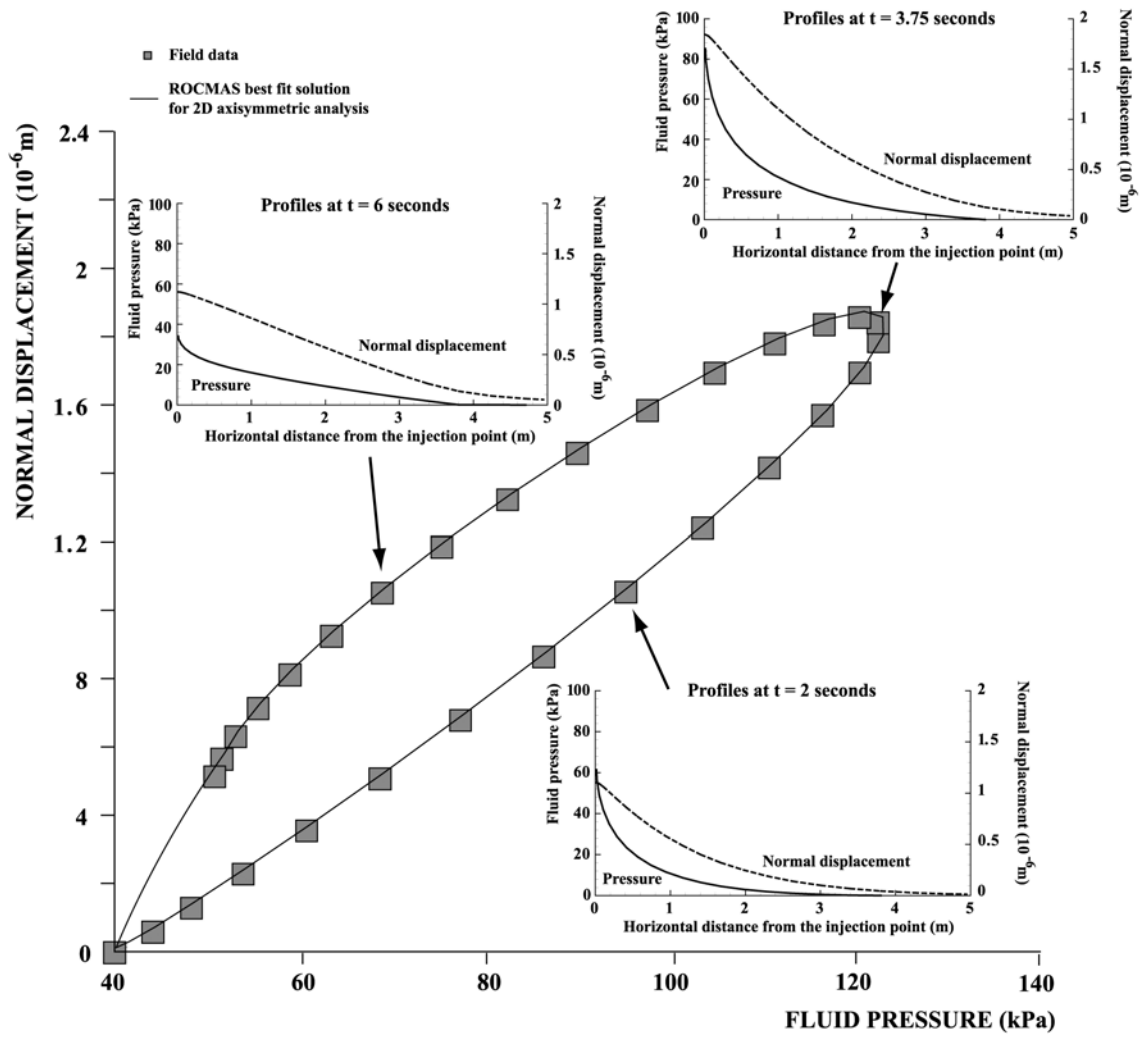 Profiles at t = 3.75 seconds
Fluid pressure (kPa)
100
80
60
40
20
0
Normal displacement
Pressure
2
1.5
1
0.5
0
Normal displacement (10⁻⁶m)
0 1 2 3 4 5
Horizontal distance from the injection point (m)
Field data
ROCMAS best fit solution
for 2D axisymmetric analysis
Profiles at t = 6 seconds
Fluid pressure (kPa)
100
80
60
40
20
0
Normal displacement
Pressure
2
1
0.5
0
Normal displacement (10⁻⁶m)
0 1 2 3 4 5
Horizontal distance from the injection point (m)
NORMAL DISPLACEMENT (10⁻⁶m)
2.4
2
1.6
1.2
8
4
0
Profiles at t = 2 seconds
Fluid pressure (kPa)
100
80
60
40
20
0
Normal displacement
Pressure
2
1.5
1
0.5
0
Normal displacement (10⁻⁶m)
0 1 2 3 4 5
Horizontal distance from the injection point (m)
40 60 80 100 120 140
FLUID PRESSURE (kPa)